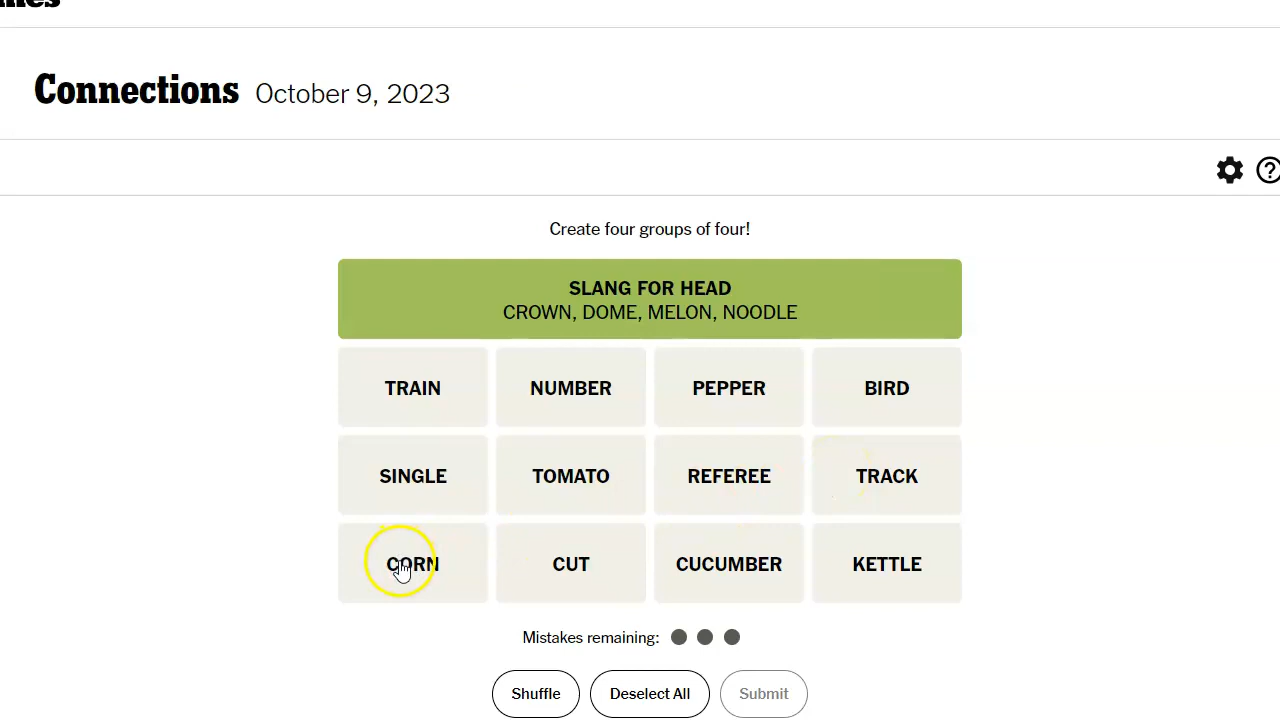 Connections October 9, 2023
Create four groups of four!
SLANG FOR HEAD
CROWN, DOME, MELON, NOODLE
TRAIN NUMBER PEPPER BIRD
SINGLE TOMATO REFEREE TRACK
CORN CUT CUCUMBER KETTLE
Mistakes remaining:
Shuffle Deselect All Submit